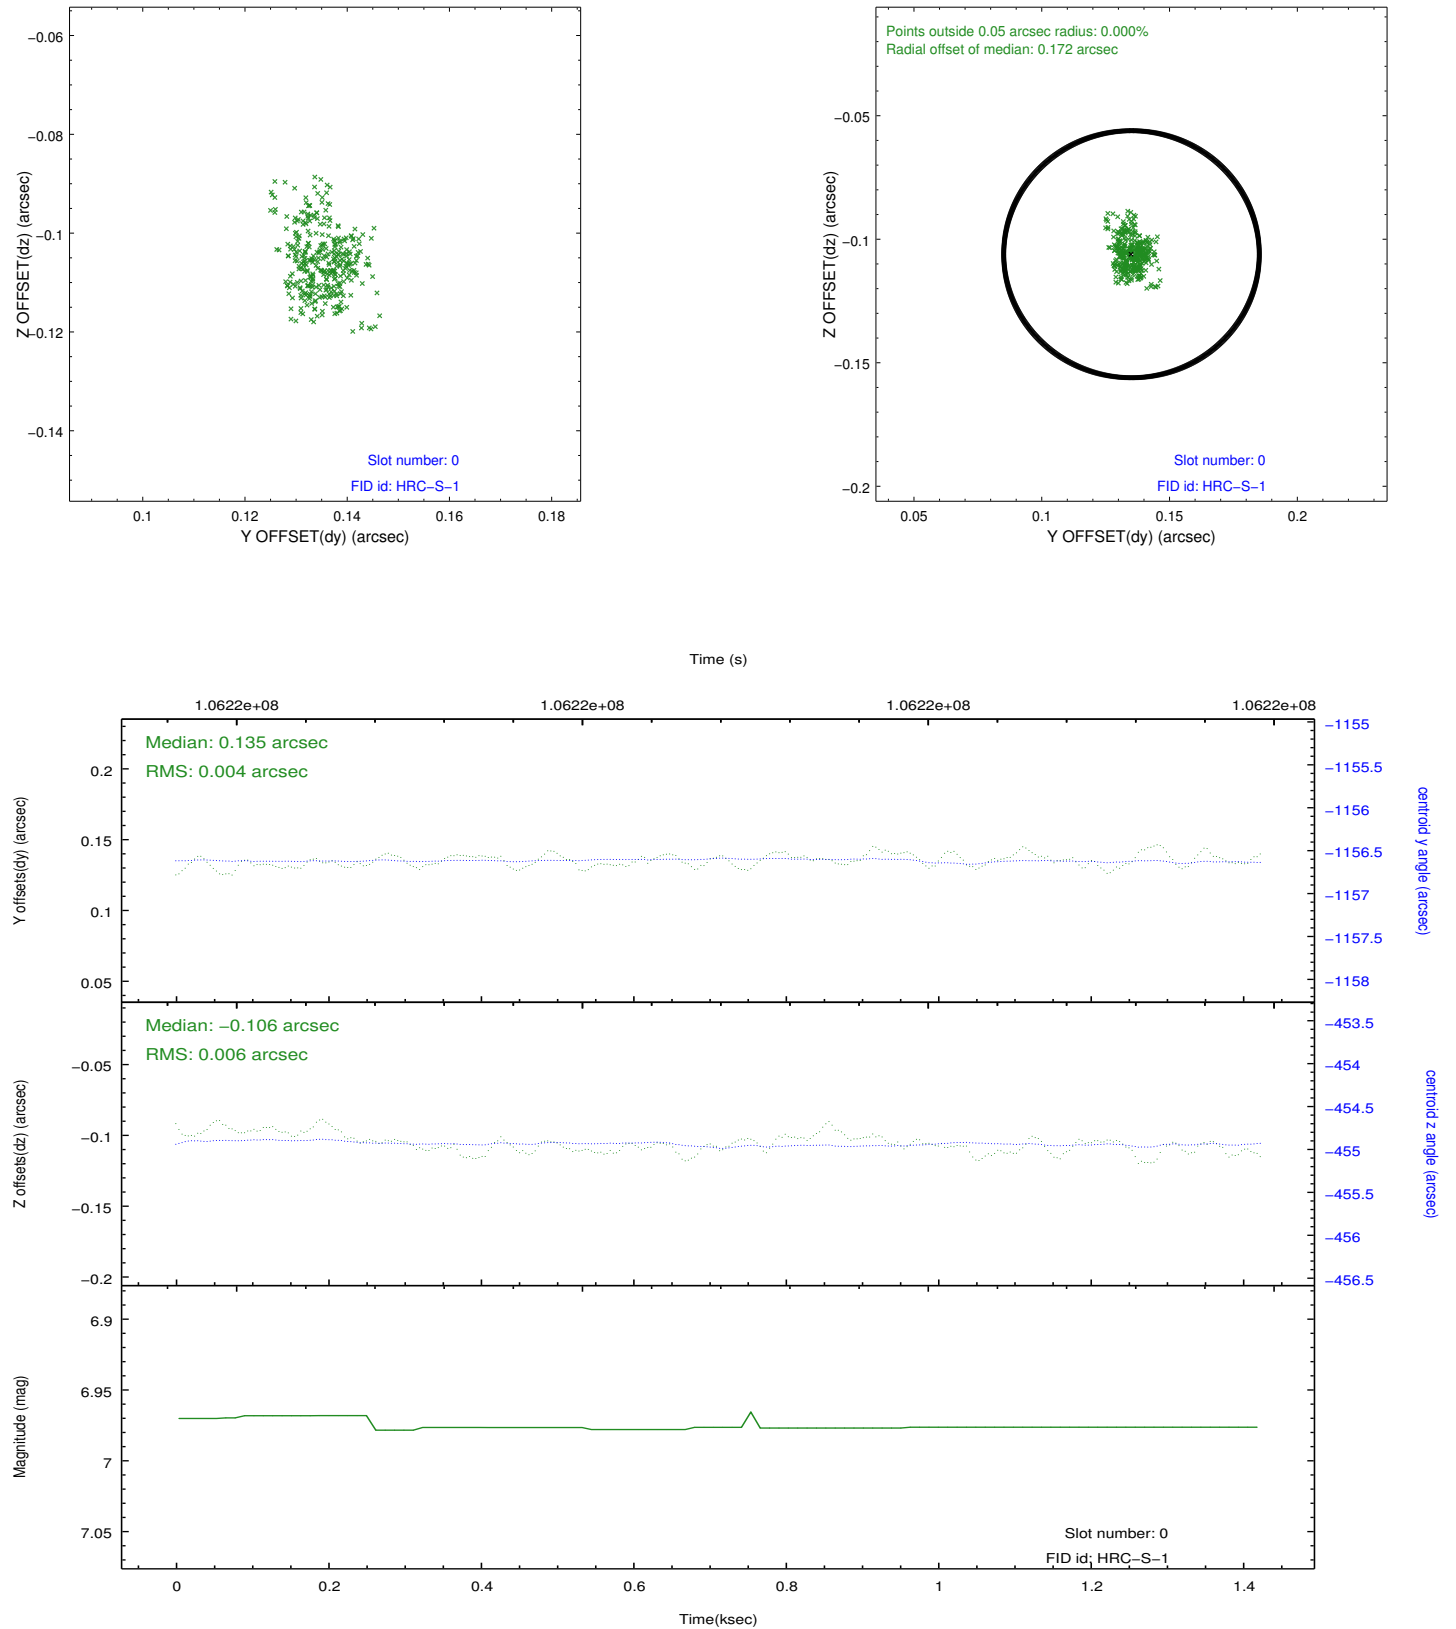 −0.06
−0.08
−0.1
−0.12
−0.14
Z OFFSET(dz) (arcsec)
Slot number: 0
FID id: HRC−S−1
0.1
0.12
0.14
0.16
0.18
Y OFFSET(dy) (arcsec)
Points outside 0.05 arcsec radius: 0.000%
Radial offset of median: 0.172 arcsec
−0.05
−0.1
−0.15
−0.2
Z OFFSET(dz) (arcsec)
Slot number: 0
FID id: HRC−S−1
0.05
0.1
0.15
0.2
Y OFFSET(dy) (arcsec)
Time (s)
1.0622e+08
1.0622e+08
1.0622e+08
1.0622e+08
Median: 0.135 arcsec
RMS: 0.004 arcsec
0.2
0.15
0.1
0.05
Y offsets(dy) (arcsec)
−1155
−1155.5
−1156
−1156.5
−1157
−1157.5
−1158
centroid y angle (arcsec)
Median: −0.106 arcsec
RMS: 0.006 arcsec
−0.05
−0.1
−0.15
−0.2
Z offsets(dz) (arcsec)
−453.5
−454
−454.5
−455
−455.5
−456
−456.5
centroid z angle (arcsec)
6.9
6.95
7
7.05
Magnitude (mag)
Slot number: 0
FID id: HRC−S−1
0
0.2
0.4
0.6
0.8
1
1.2
1.4
Time(ksec)